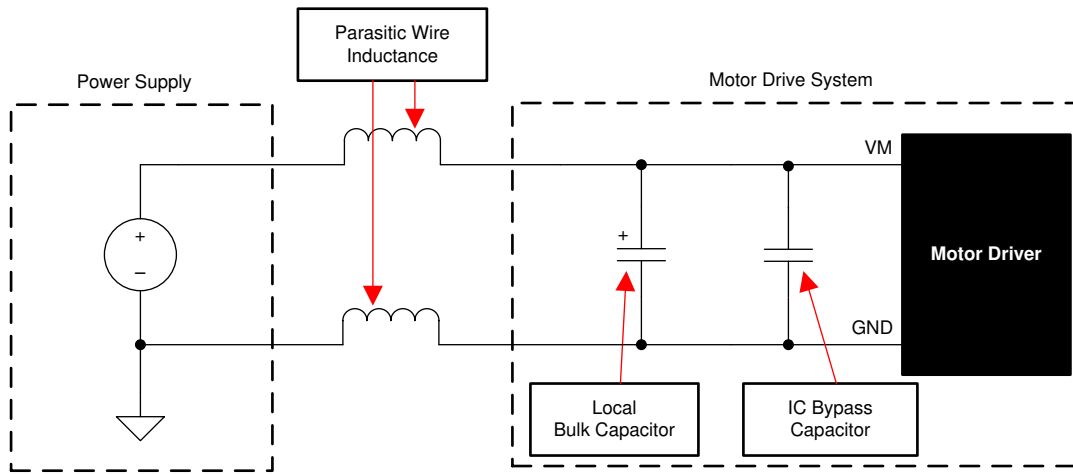 Parasitic Wire
Inductance
Power Supply
Motor Drive System
VM
+
–
+
Motor Driver
GND
Local
Bulk Capacitor
IC Bypass
Capacitor